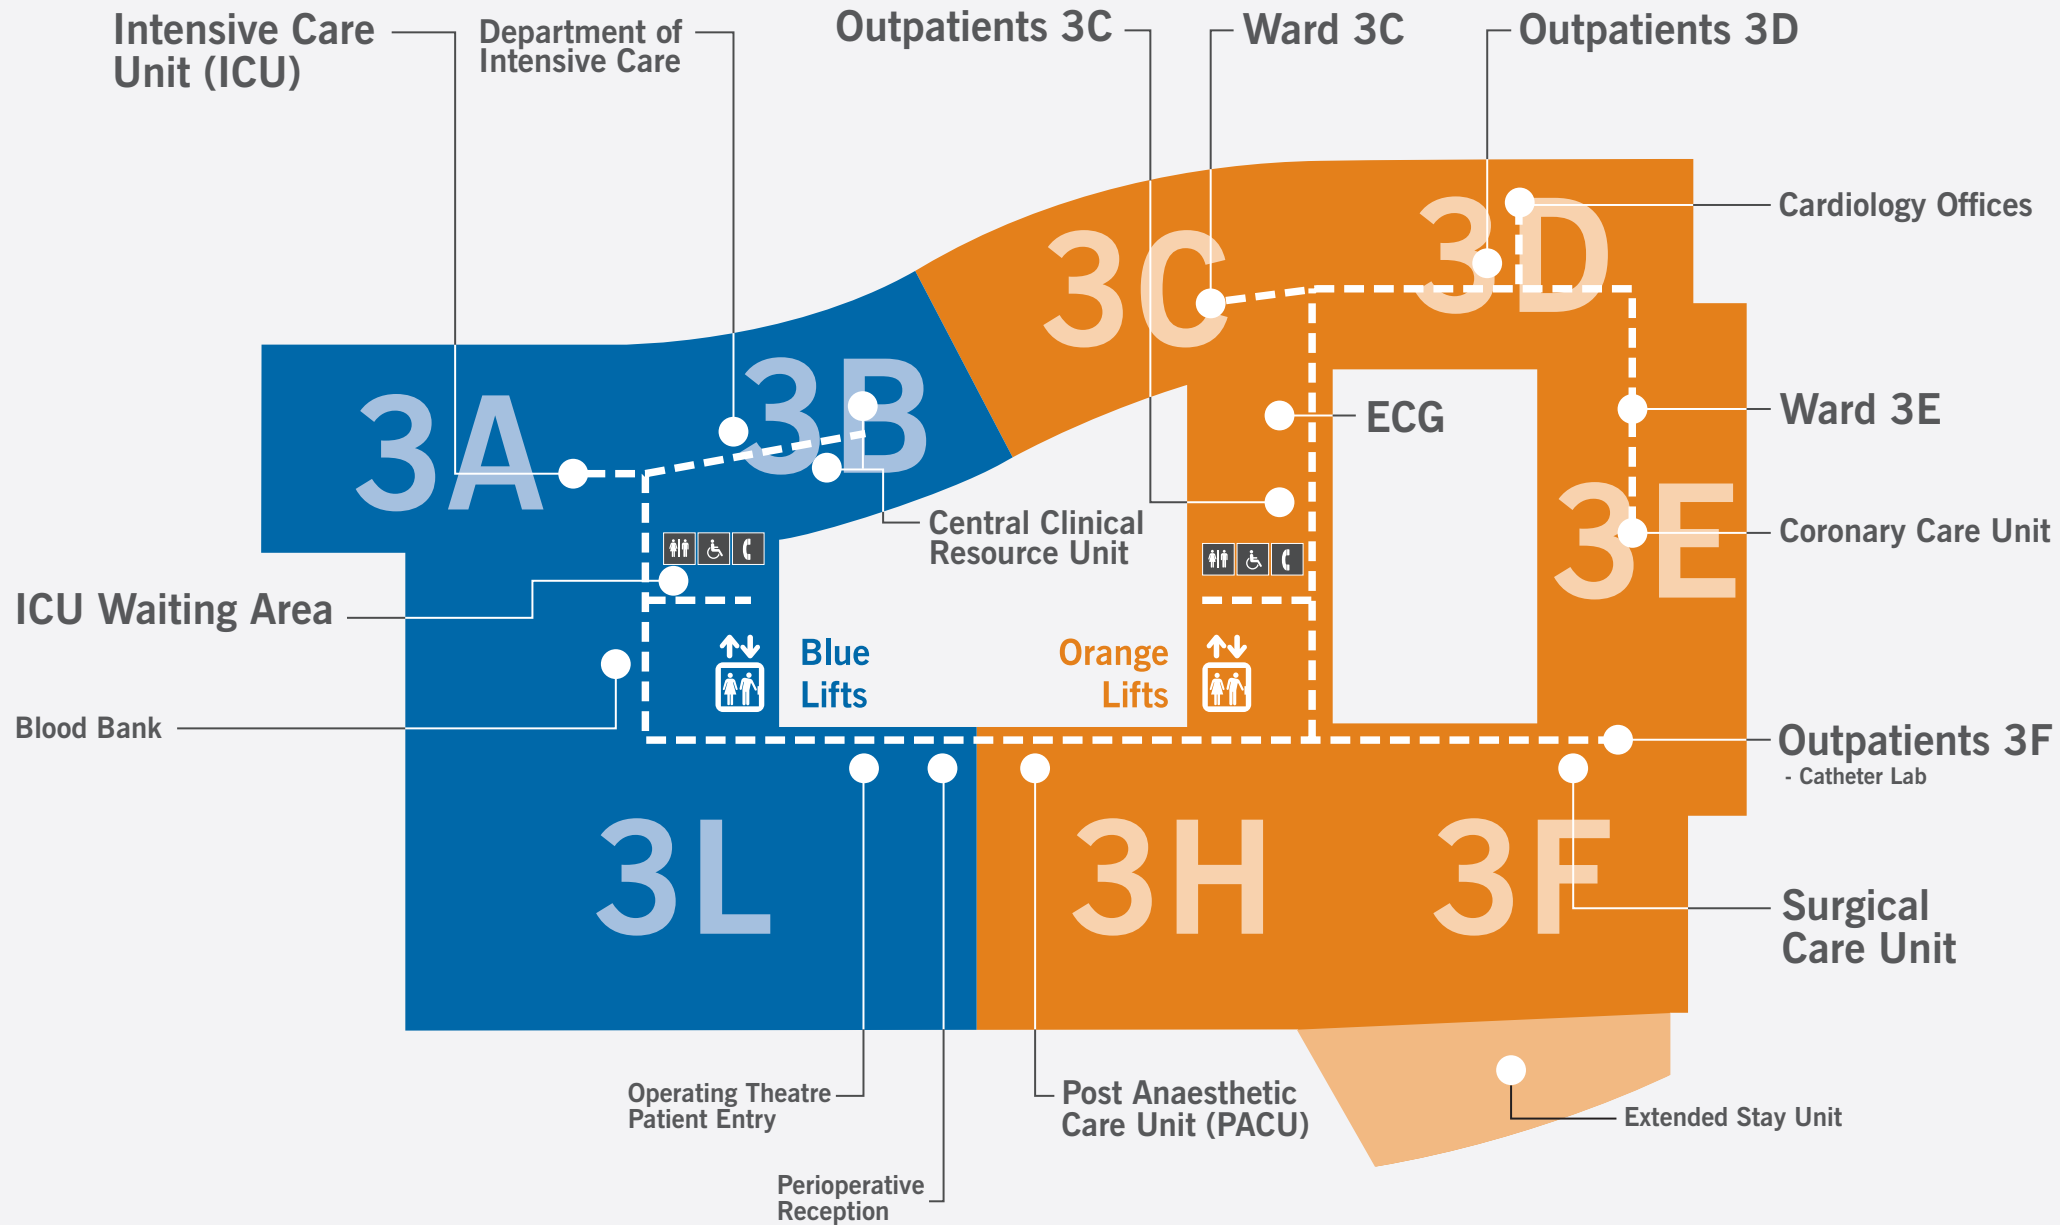 Intensive Care
Unit (ICU)
Department of
Intensive Care
Outpatients 3C
Ward 3C
Outpatients 3D
Cardiology Offices
3D
3C
3B
3A
ECG
Ward 3E
Central Clinical
Resource Unit
3E
Coronary Care Unit
ICU Waiting Area
Blue
Lifts
Orange
Lifts
Blood Bank
Outpatients 3F
- Catheter Lab
3L
3H
3F
Surgical
Care Unit
Operating Theatre
Patient Entry
Post Anaesthetic
Care Unit (PACU)
Extended Stay Unit
Perioperative
Reception